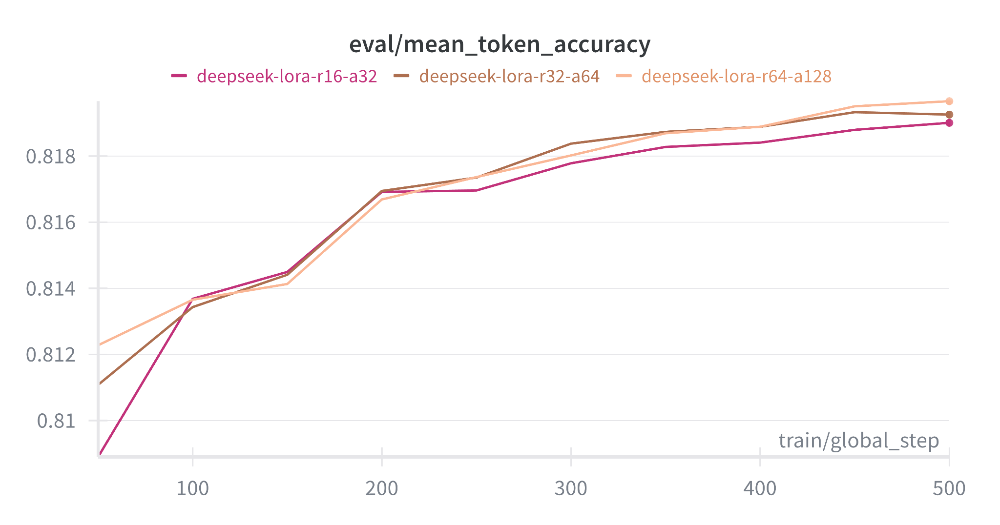 eval/mean_token_accuracy
deepseek-lora-r16-a32 deepseek-lora-r32-a64 deepseek-lora-r64-a128
0.818
0.816
0.814
0.812
0.81
train/global_step
100 200 300 400 500